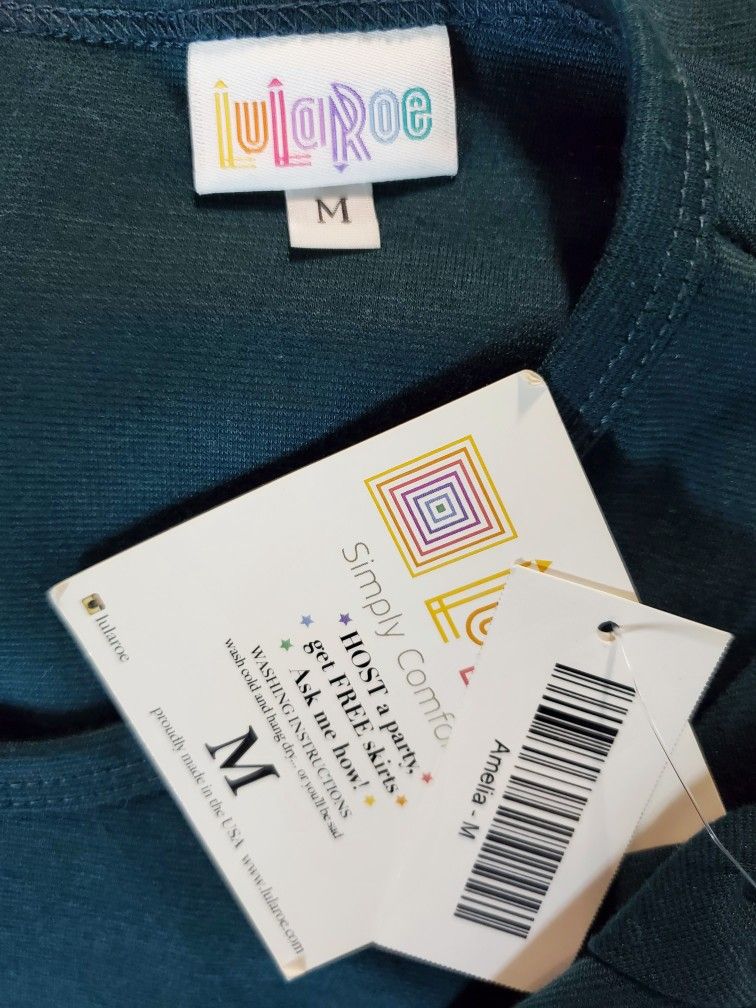 LuLaRoe
M
Simply Comfor
HOST a party,
get FREE skirts
Ask me how!
WASHING INSTRUCTIONS
wash cold and hang dry... or you'll be sad
M
lularoe
proudly made in the USA www.lularoe.com
Amelia - M